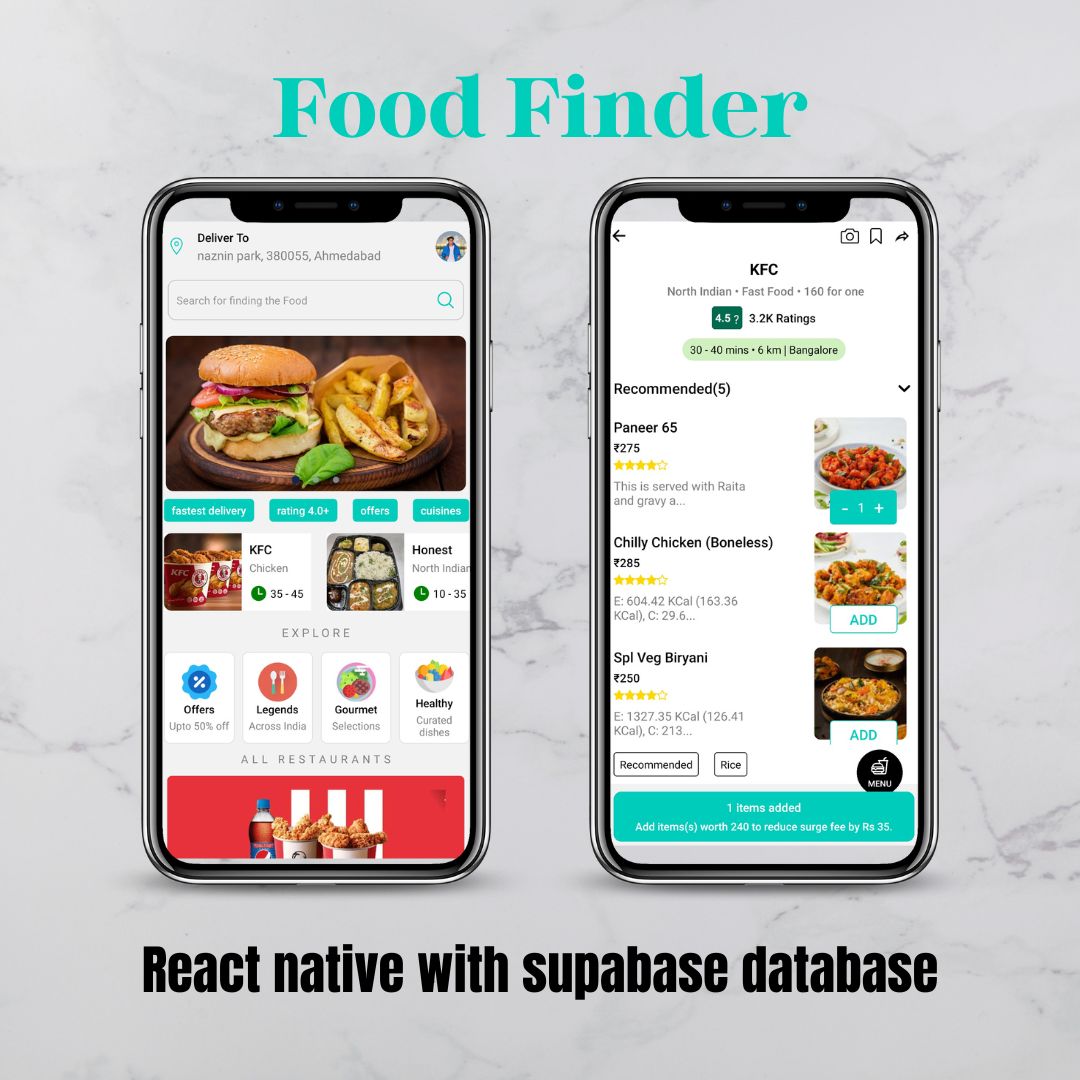 Food Finder
Deliver To
naznin park, 380055, Ahmedabad
Search for finding the Food
fastest delivery
rating 4.0+
offers
cuisines
KFC
KFC
Chicken
35 - 45
Honest
North Indian
10 - 35
EXPLORE
Offers
Upto 50% off
Legends
Across India
Gourmet
Selections
Healthy
Curated
dishes
ALL RESTAURANTS
KFC
North Indian • Fast Food • 160 for one
4.5 ? 3.2K Ratings
30 - 40 mins • 6 km | Bangalore
Recommended(5)
Paneer 65
₹275
This is served with Raita
and gravy a...
- 1 +
Chilly Chicken (Boneless)
₹285
E: 604.42 KCal (163.36
KCal), C: 29.6...
ADD
Spl Veg Biryani
₹250
E: 1327.35 KCal (126.41
KCal), C: 213...
ADD
Recommended
Rice
MENU
1 items added
Add items(s) worth 240 to reduce surge fee by Rs 35.
React native with supabase database